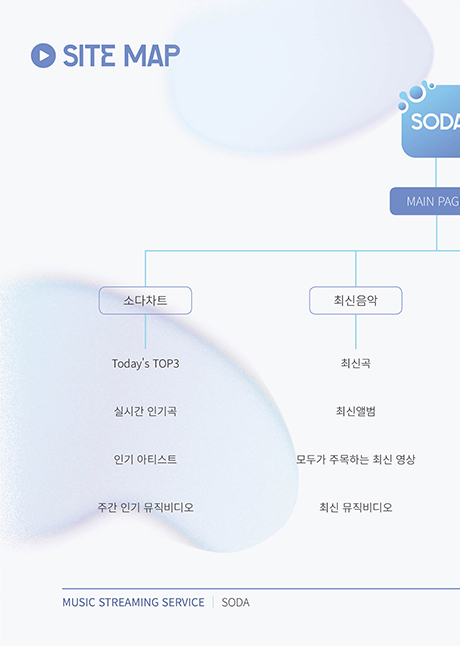 SITE MAP
SODA
MAIN PAG
소다차트
최신음악
Today's TOP3
최신곡
실시간 인기곡
최신앨범
인기 아티스트
모두가 주목하는 최신 영상
주간 인기 뮤직비디오
최신 뮤직비디오
MUSIC STREAMING SERVICE | SODA